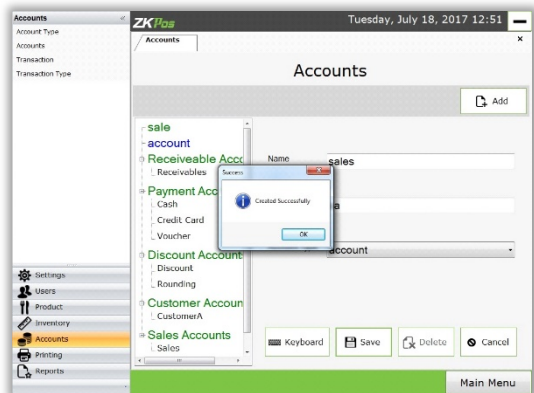 Accounts
Account Type
Accounts
Transaction
Transaction Type
Settings
Users
Product
Inventory
Accounts
Printing
Reports
ZKPos
Tuesday, July 18, 2017 12:51
Accounts
Accounts
Add
sale
account
Receiveable Acco
Receivables
Payment Acc
Cash
Credit Card
Voucher
Discount Account
Discount
Rounding
Customer Accoun
CustomerA
Sales Accounts
Sales
Name
sales
account
Success
Created Successfully
OK
Keyboard
Save
Delete
Cancel
Main Menu